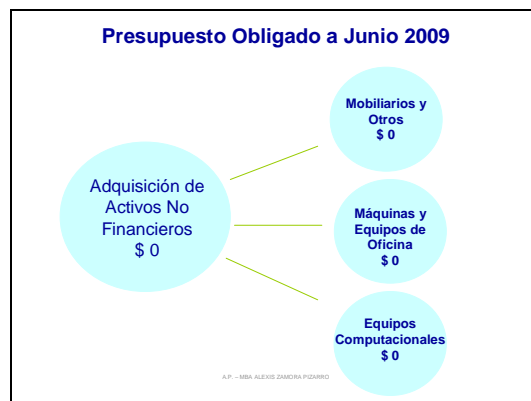 Presupuesto Obligado a Junio 2009
Mobiliarios y
Otros
$ 0
Adquisición de
Activos No
Financieros
$ 0
Máquinas y
Equipos de
Oficina
$ 0
Equipos
Computacionales
$ 0
A.P. – MBA ALEXIS ZAMORA PIZARRO